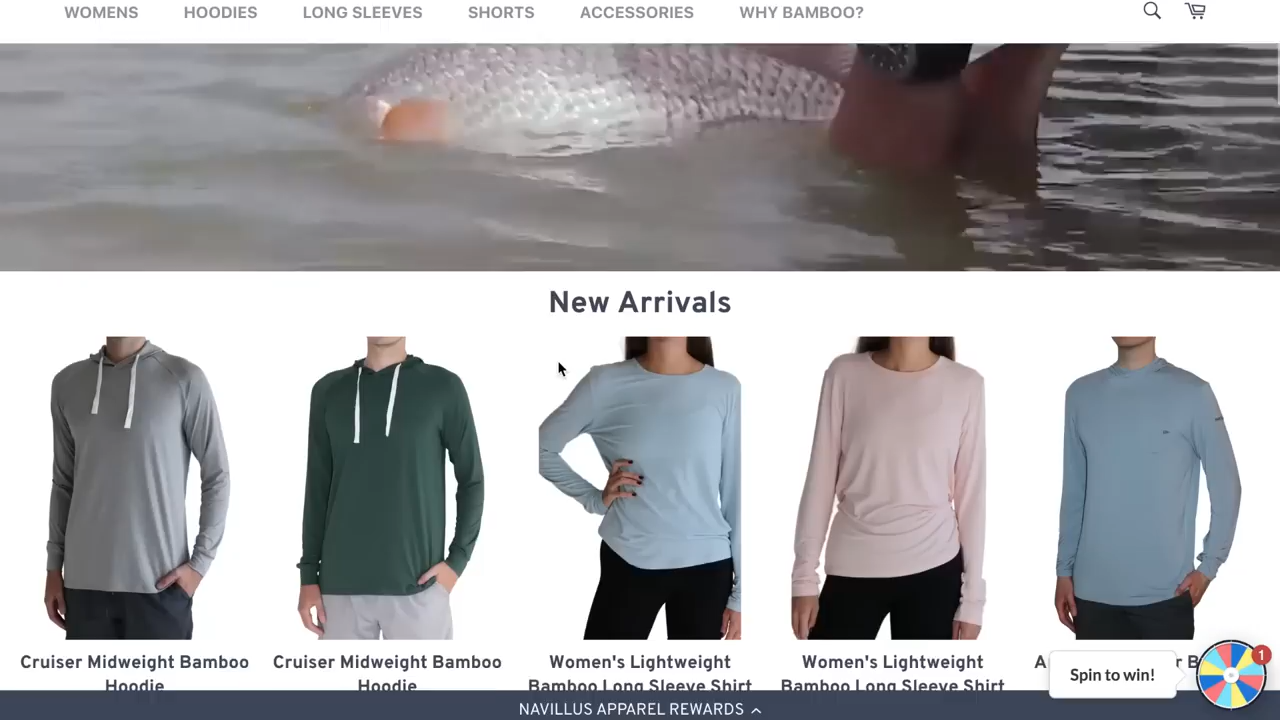 WOMENS HOODIES LONG SLEEVES SHORTS ACCESSORIES WHY BAMBOO?
New Arrivals
Cruiser Midweight Bamboo
Hoodie
Cruiser Midweight Bamboo
Hoodie
Women's Lightweight
Bamboo Long Sleeve Shirt
Women's Lightweight
Bamboo Long Sleeve Shirt
Spin to win!
1
NAVILLUS APPAREL REWARDS